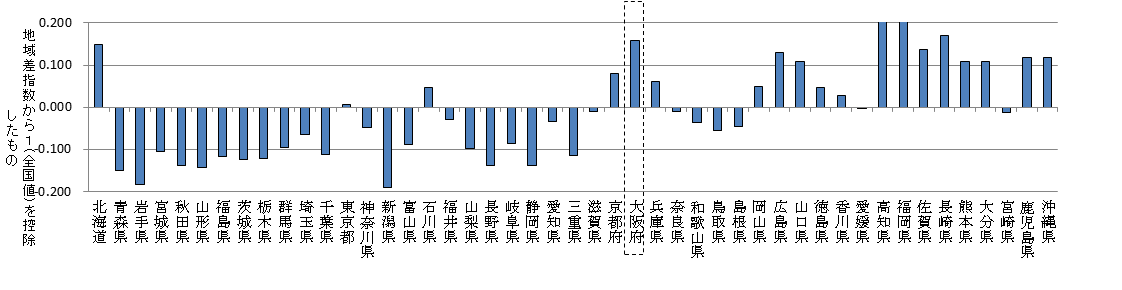 地域差指数から１（全国値）を控除
したもの
0.200
0.100
0.000
-0.100
-0.200
北海道
青森県
岩手県
宮城県
秋田県
山形県
福島県
茨城県
栃木県
群馬県
埼玉県
千葉県
東京都
神奈川県
新潟県
富山県
石川県
福井県
山梨県
長野県
岐阜県
静岡県
愛知県
三重県
滋賀県
京都府
大阪府
兵庫県
奈良県
和歌山県
鳥取県
島根県
岡山県
広島県
山口県
徳島県
香川県
愛媛県
高知県
福岡県
佐賀県
長崎県
熊本県
大分県
宮崎県
鹿児島県
沖縄県